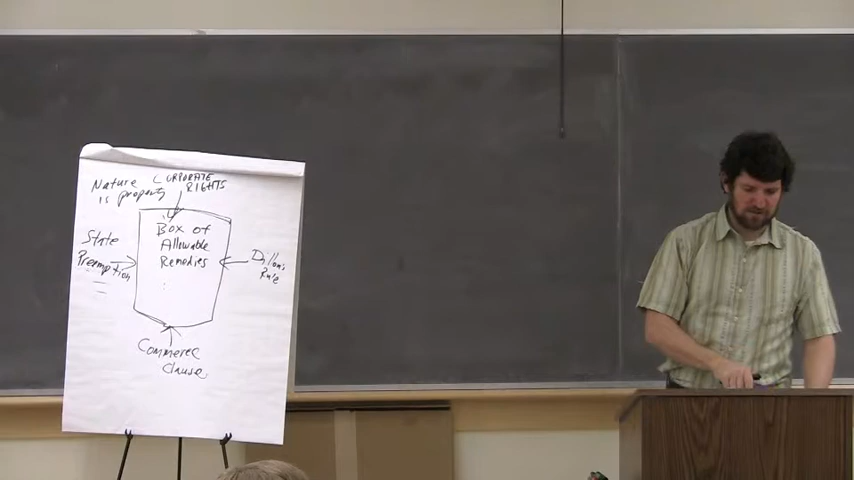 Nature
is property
CORPORATE
RIGHTS
Box of
Allowable
Remedies
State
Preemption
Dillon's
Rule
Commerce
Clause